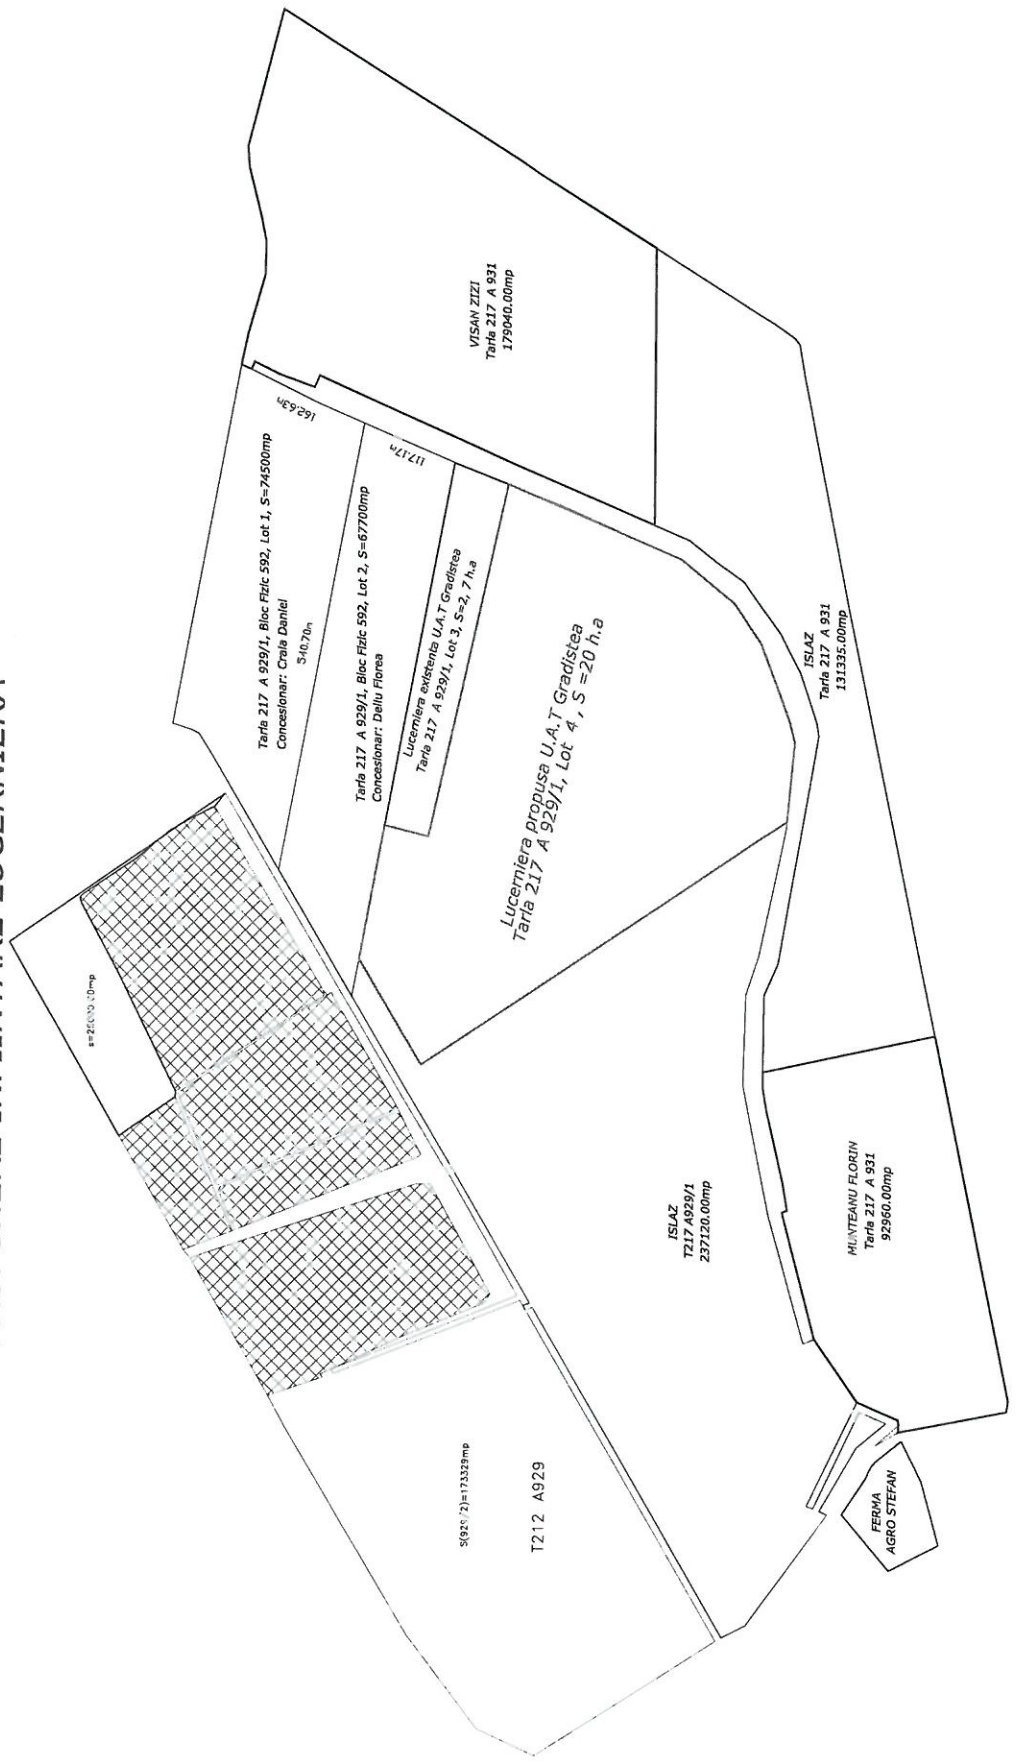 s=25000.00mp
Tarla 217 A 929/1, Bloc Fizic 592, Lot 1, S=74500mp
Concesionar: Craia Daniel
540.70m
162.63m
Tarla 217 A 929/1, Bloc Fizic 592, Lot 2, S=67700mp
Concesionar: Deliu Florea
117.17m
Lucerniera existenta U.A.T Gradistea
Tarla 217 A 929/1, Lot 3, S=2, 7 h.a
Lucerniera propusa U.A.T Gradistea
Tarla 217 A 929/1, Lot 4, S =20 h.a
VISAN ZIZI
Tarla 217 A 931
179040.00mp
ISLAZ
Tarla 217 A 931
131335.00mp
ISLAZ
T217 A929/1
237120.00mp
MUNTEANU FLORIN
Tarla 217 A 931
92960.00mp
S(929/2)=173329mp
T212 A929
FERMA
AGRO STEFAN